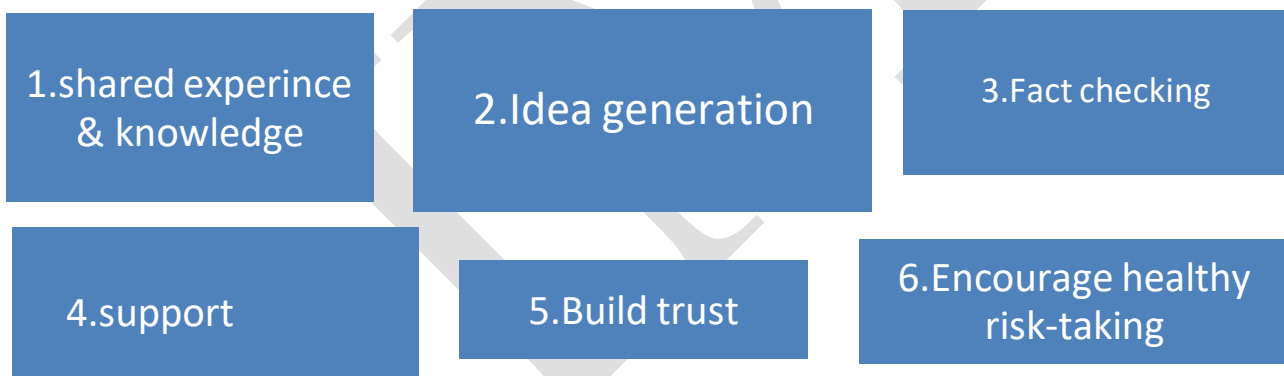 1.shared experince
& knowledge
2.Idea generation
3.Fact checking
4.support
5.Build trust
6.Encourage healthy
risk-taking